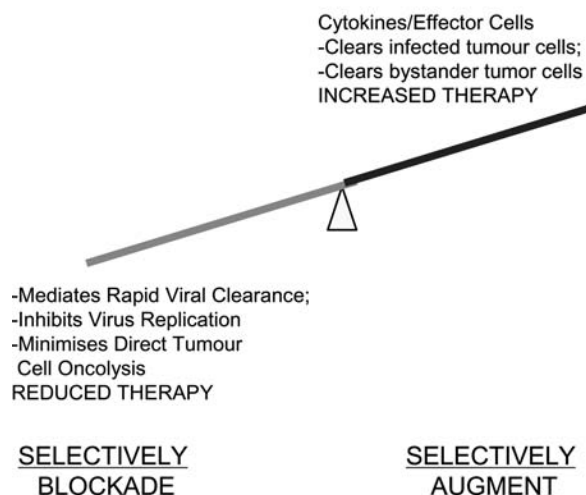 Cytokines/Effector Cells
-Clears infected tumour cells;
-Clears bystander tumor cells
INCREASED THERAPY
-Mediates Rapid Viral Clearance;
-Inhibits Virus Replication
-Minimises Direct Tumour
Cell Oncolysis
REDUCED THERAPY
SELECTIVELY
BLOCKADE
SELECTIVELY
AUGMENT